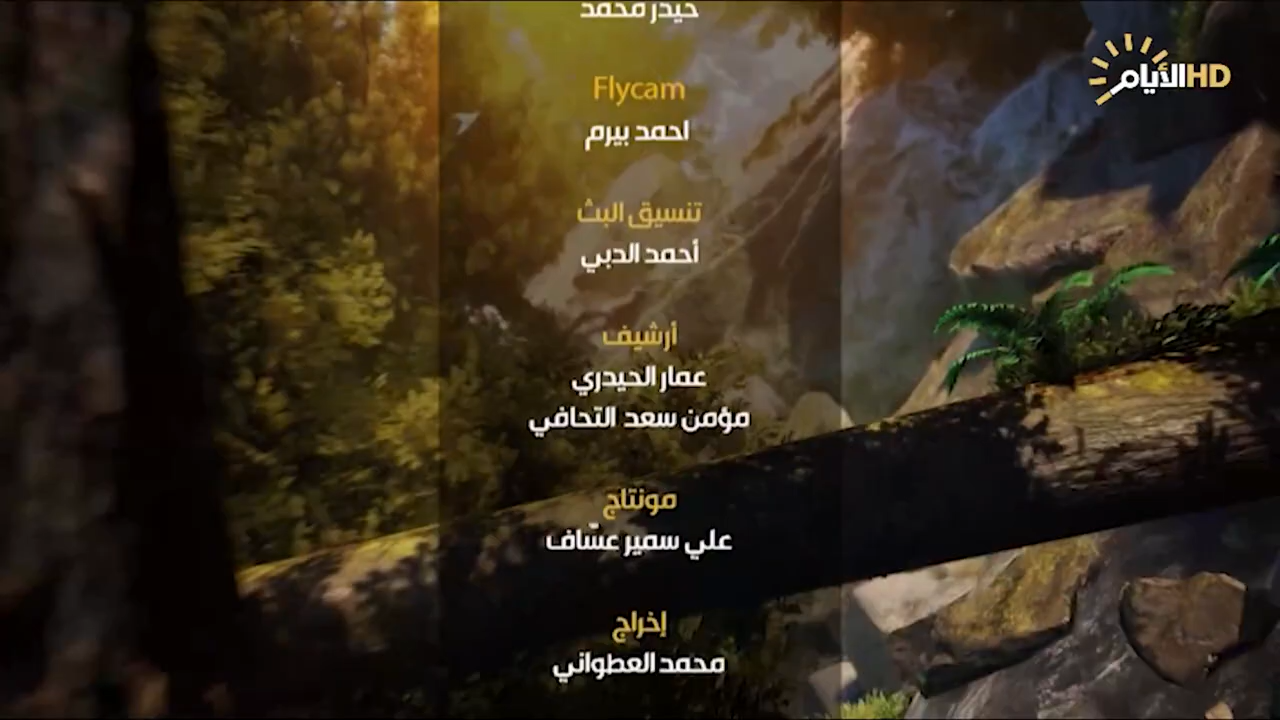 حيدر محمد
الأيام HD
Flycam
احمد بيرم
تنسيق البث
أحمد الدبي
أرشيف
عمار الحيدري
مؤمن سعد التحافي
مونتاج
علي سمير عسّاف
إخراج
محمد العطواني